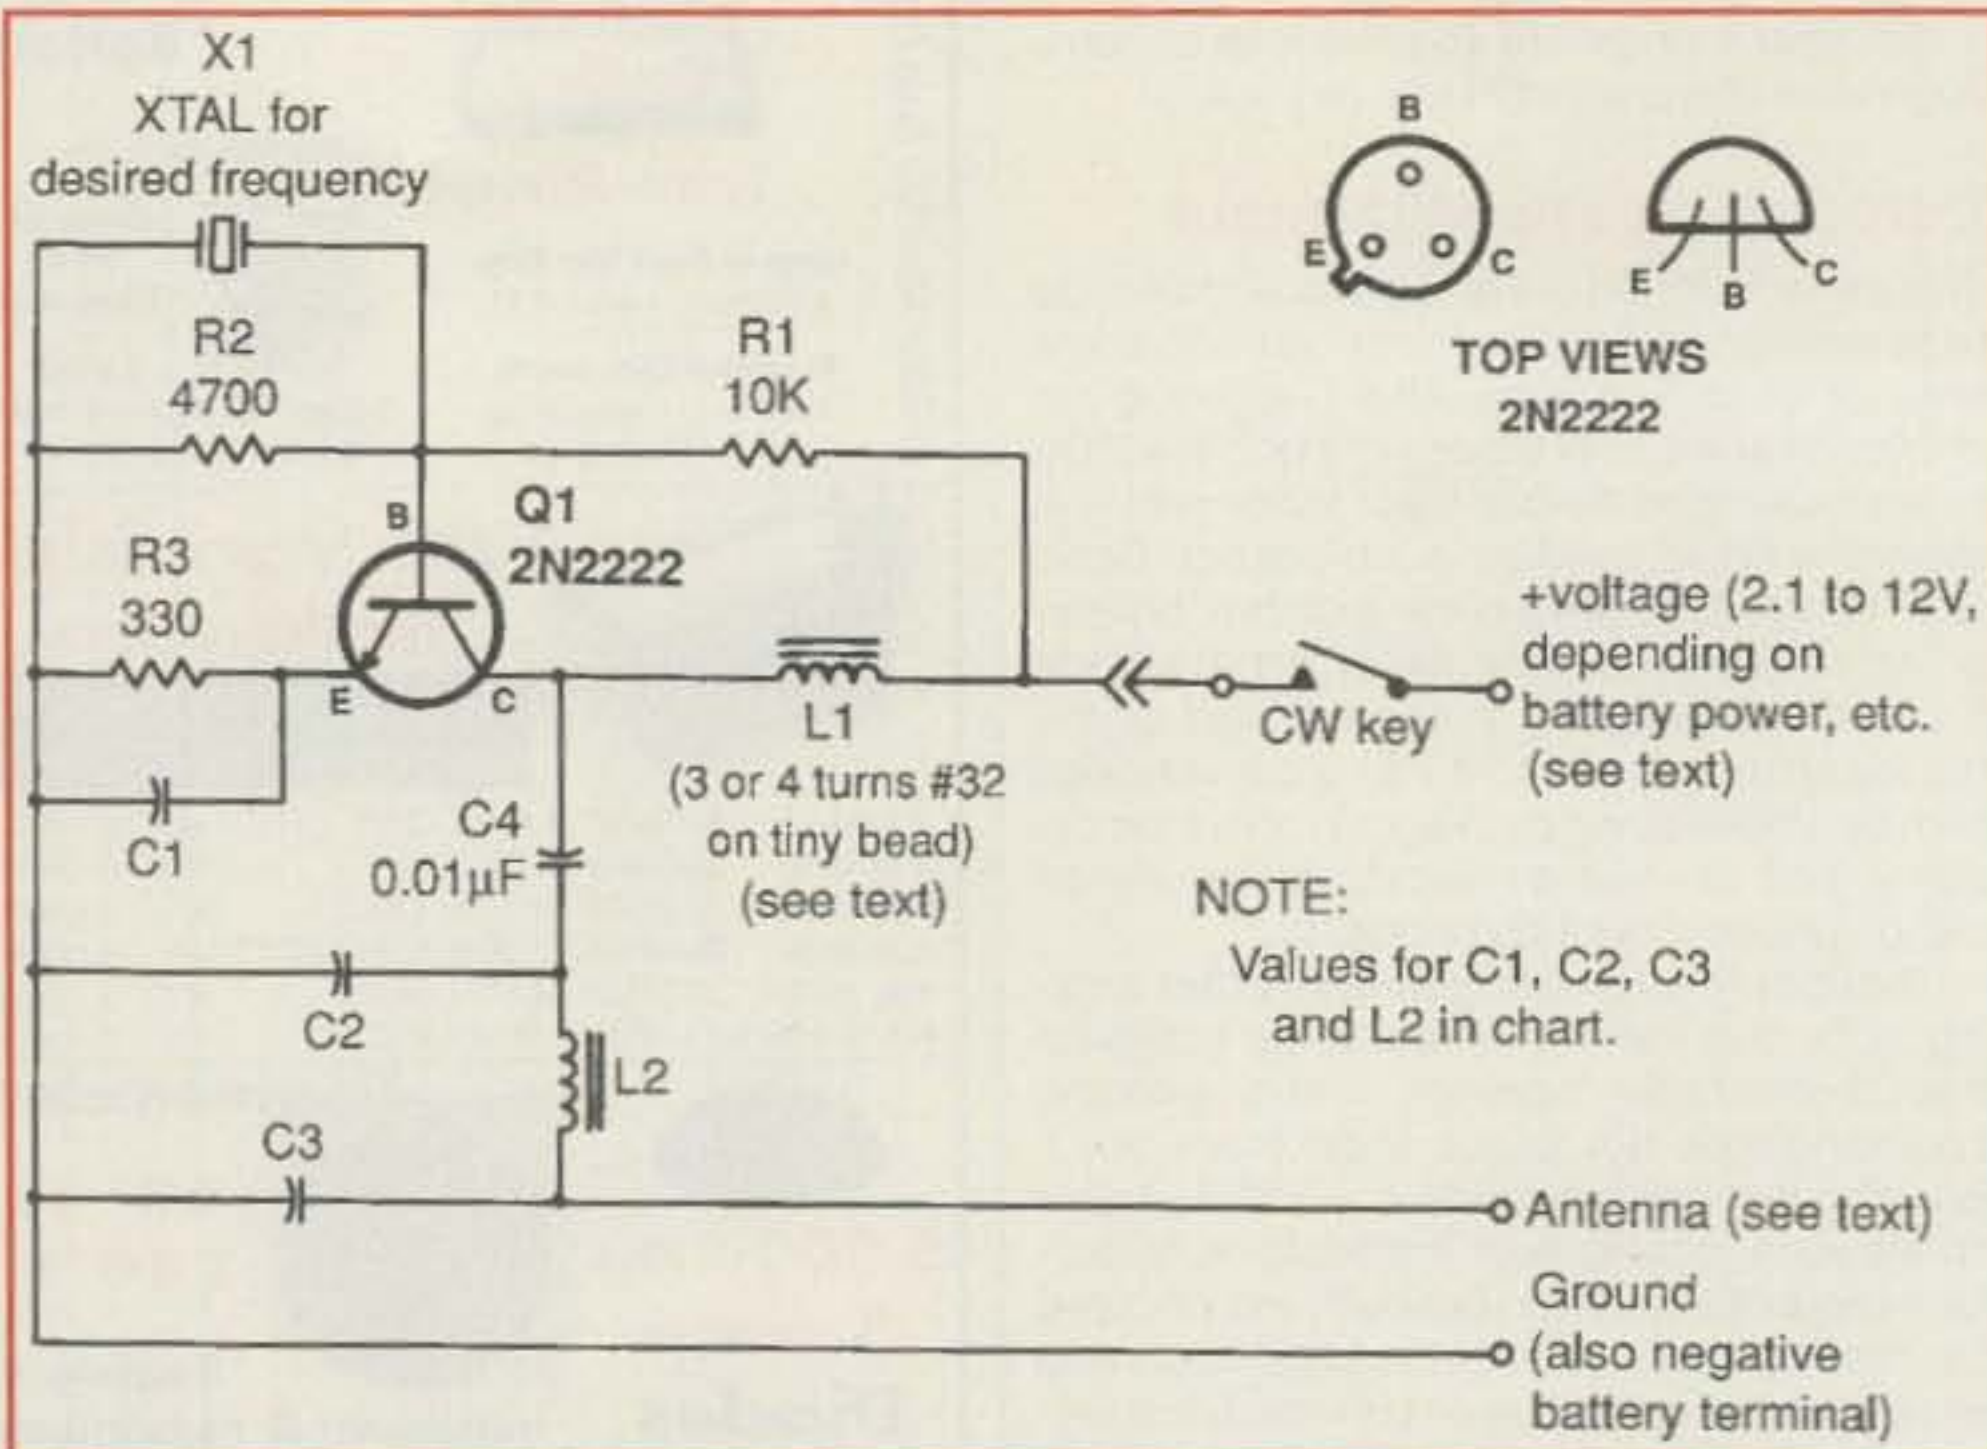 X1
XTAL for
desired frequency
R2
4700
R1
10K
B
E
C
E
B
C
TOP VIEWS
2N2222
B
Q1
2N2222
R3
330
E
C
C1
L1
(3 or 4 turns #32
on tiny bead)
(see text)
CW key
+voltage (2.1 to 12V,
depending on
battery power, etc.
(see text)
C4
0.01µF
NOTE:
Values for C1, C2, C3
and L2 in chart.
C2
L2
C3
Antenna (see text)
Ground
(also negative
battery terminal)